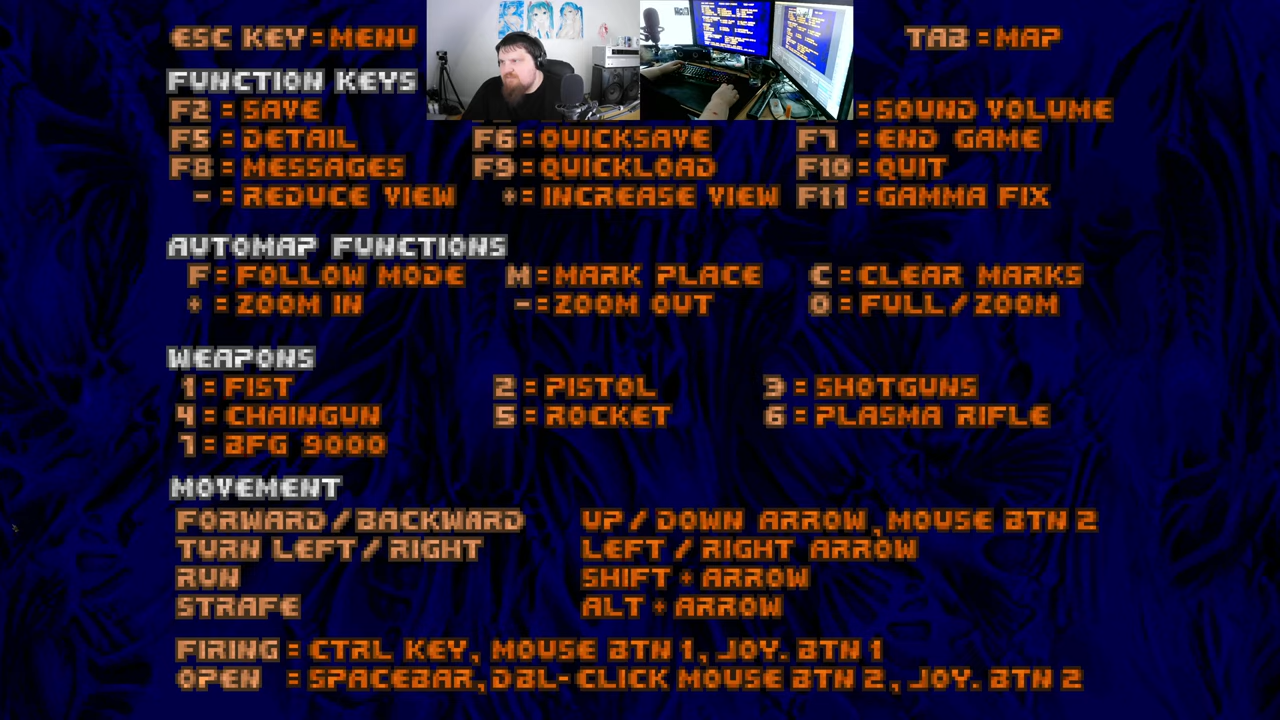 ESC KEY = MENU TAB = MAP
FUNCTION KEYS
F2 = SAVE = SOUND VOLUME
F5 = DETAIL F6 = QUICKSAVE F7 = END GAME
F8 = MESSAGES F9 = QUICKLOAD F10 = QUIT
- = REDUCE VIEW + = INCREASE VIEW F11 = GAMMA FIX
AUTOMAP FUNCTIONS
F = FOLLOW MODE M = MARK PLACE C = CLEAR MARKS
+ = ZOOM IN - = ZOOM OUT 0 = FULL/ZOOM
WEAPONS
1 = FIST 2 = PISTOL 3 = SHOTGUNS
4 = CHAINGUN 5 = ROCKET 6 = PLASMA RIFLE
7 = BFG 9000
MOVEMENT
FORWARD/BACKWARD UP/DOWN ARROW, MOUSE BTN 2
TURN LEFT/RIGHT LEFT/RIGHT ARROW
RUN SHIFT + ARROW
STRAFE ALT + ARROW
FIRING = CTRL KEY, MOUSE BTN 1, JOY. BTN 1
OPEN = SPACEBAR, DBL-CLICK MOUSE BTN 2, JOY. BTN 2